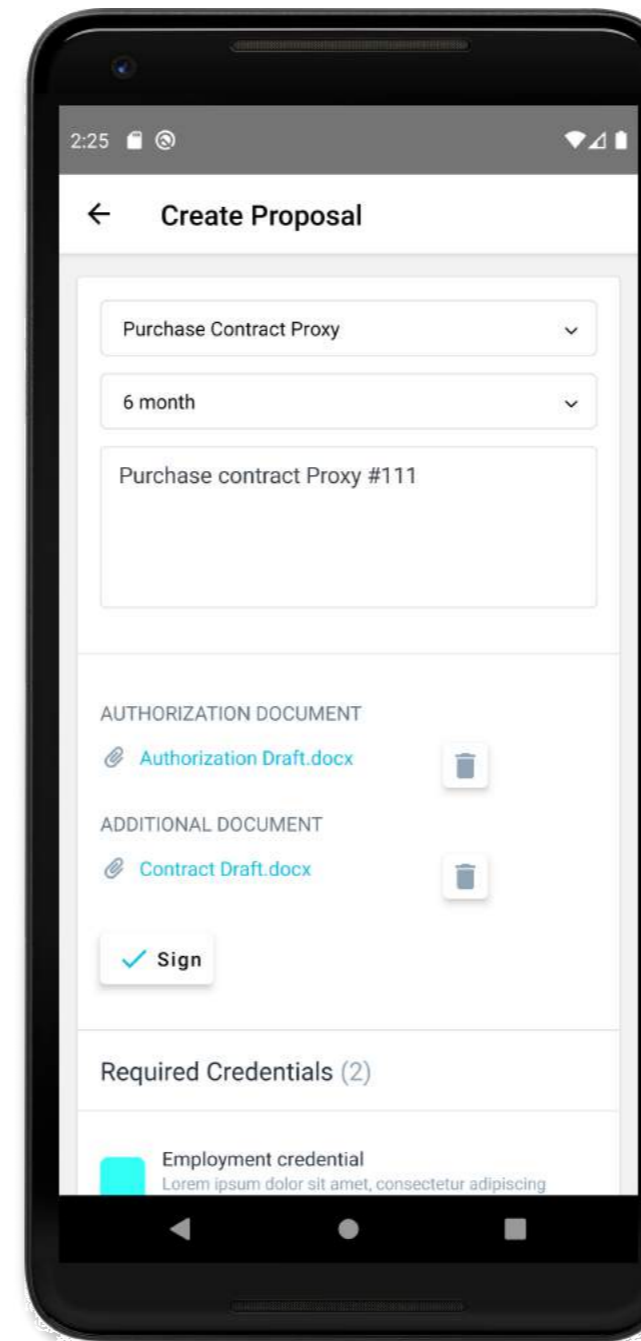 2:25
Create Proposal
Purchase Contract Proxy
6 month
Purchase contract Proxy #111
AUTHORIZATION DOCUMENT
Authorization Draft.docx
ADDITIONAL DOCUMENT
Contract Draft.docx
Sign
Required Credentials (2)
Employment credential
Lorem ipsum dolor sit amet, consectetur adipiscing